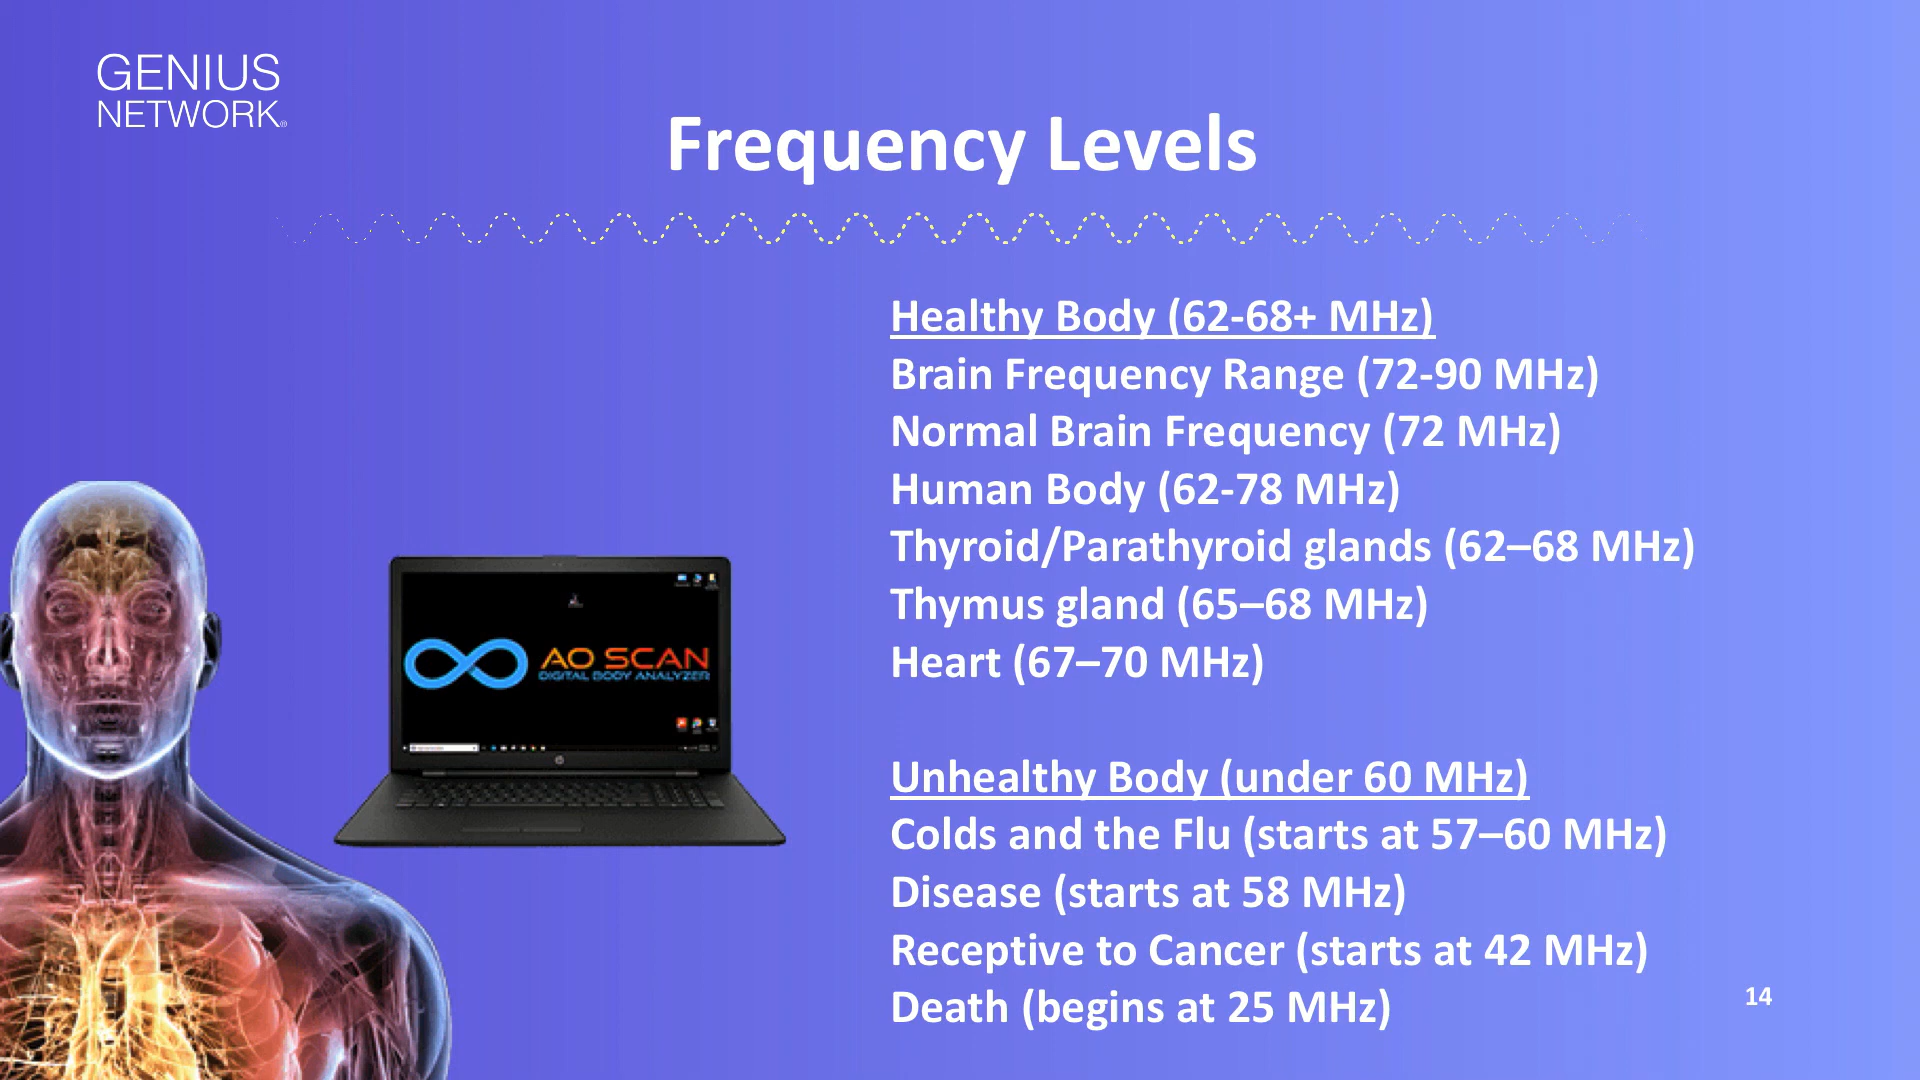 GENIUS
NETWORK®
Frequency Levels
Healthy Body (62-68+ MHz)
Brain Frequency Range (72-90 MHz)
Normal Brain Frequency (72 MHz)
Human Body (62-78 MHz)
Thyroid/Parathyroid glands (62–68 MHz)
Thymus gland (65–68 MHz)
Heart (67–70 MHz)
AO SCAN
DIGITAL BODY ANALYZER
Unhealthy Body (under 60 MHz)
Colds and the Flu (starts at 57–60 MHz)
Disease (starts at 58 MHz)
Receptive to Cancer (starts at 42 MHz)
Death (begins at 25 MHz)
14